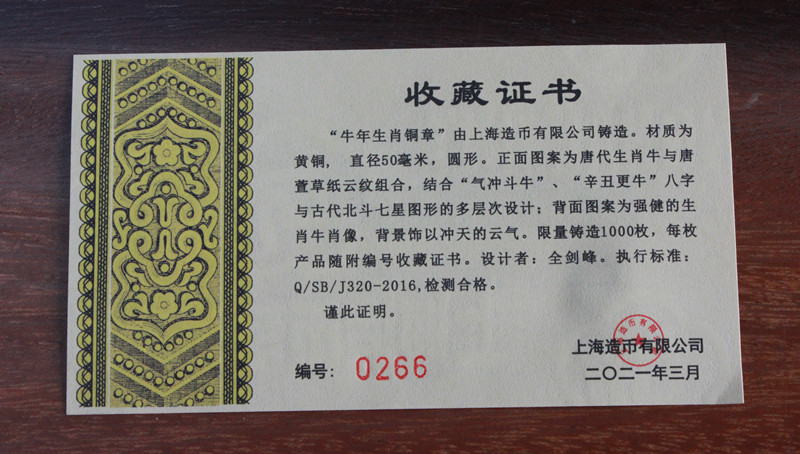 收藏证书
“牛年生肖铜章”由上海造币有限公司铸造。材质为
黄铜, 直径50毫米，圆形。正面图案为唐代生肖牛与唐
萱草纸云纹组合，结合“气冲斗牛”、“辛丑更牛”八字
与古代北斗七星图形的多层次设计；背面图案为强健的生
肖牛肖像，背景饰以冲天的云气。限量铸造1000枚，每枚
产品随附编号收藏证书。设计者：全剑峰。执行标准：
Q/SB/J320-2016,检测合格。
谨此证明。
上海造币有限公司
编号: 0266
二〇二一年三月